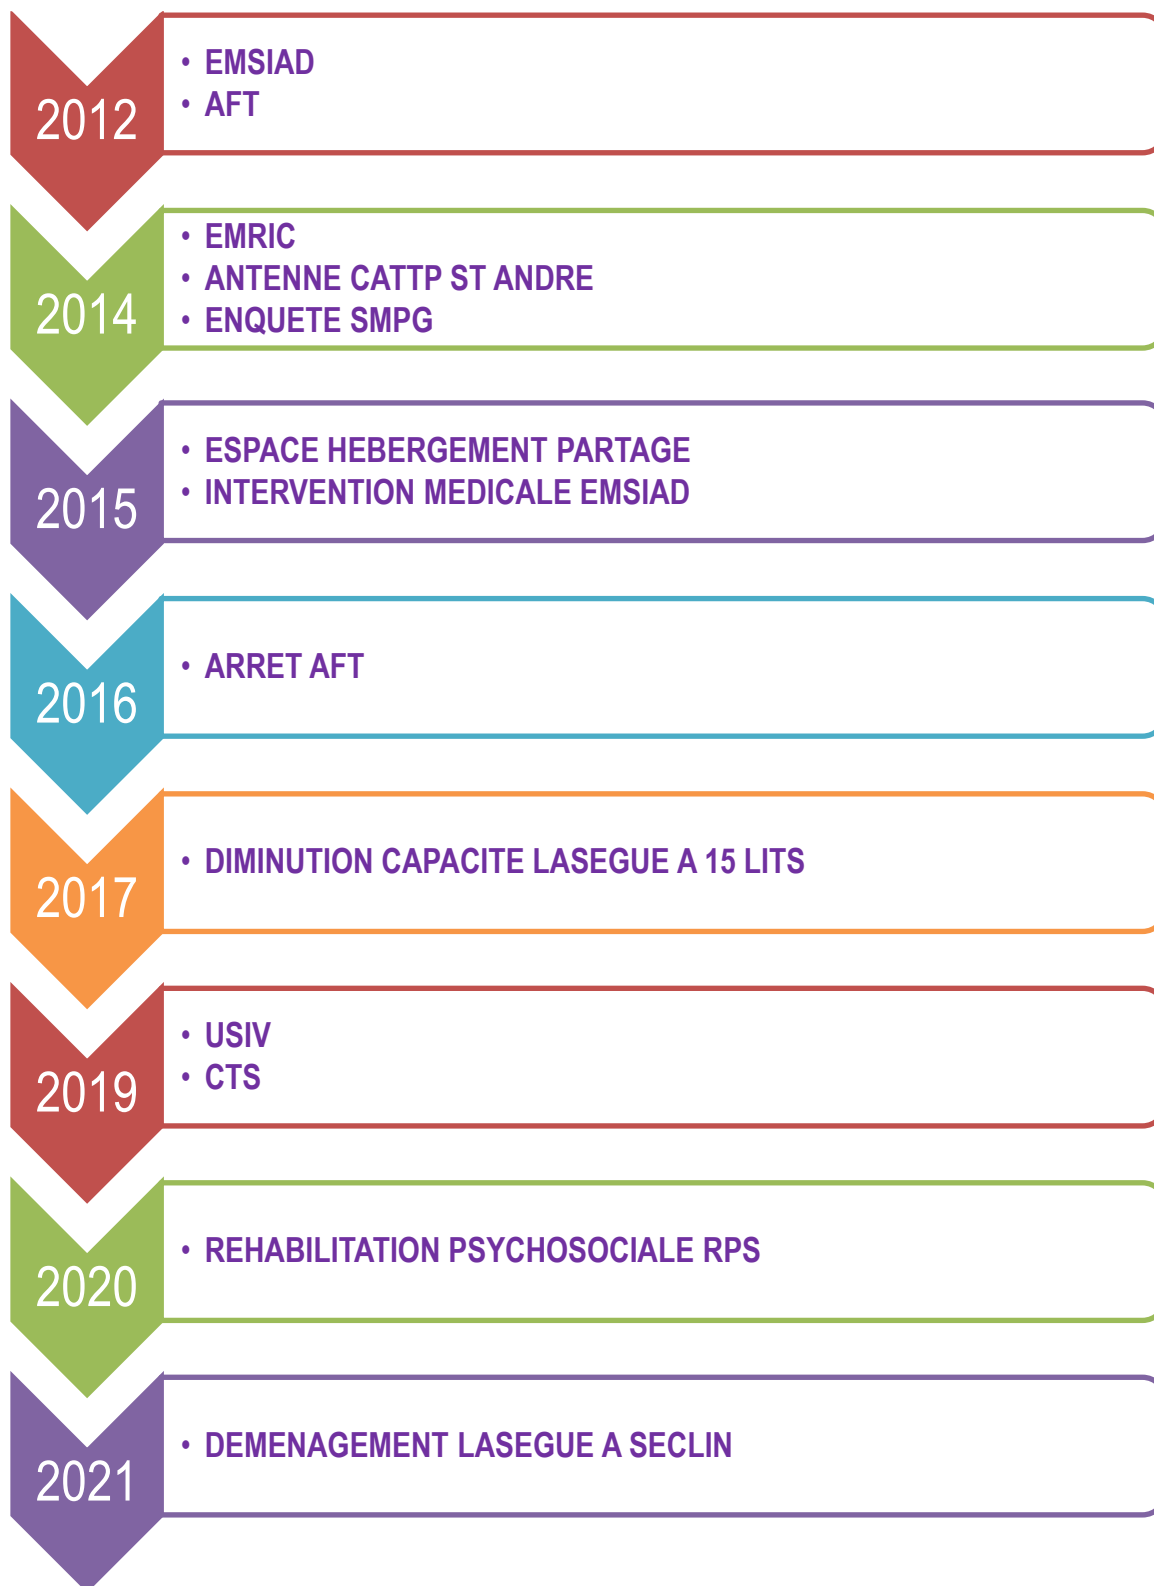 2012
• EMSIAD
• AFT
2014
• EMRIC
• ANTENNE CATTP ST ANDRE
• ENQUETE SMPG
2015
• ESPACE HEBERGEMENT PARTAGE
• INTERVENTION MEDICALE EMSIAD
2016
• ARRET AFT
2017
• DIMINUTION CAPACITE LASEGUE A 15 LITS
2019
• USIV
• CTS
2020
• REHABILITATION PSYCHOSOCIALE RPS
2021
• DEMENAGEMENT LASEGUE A SECLIN